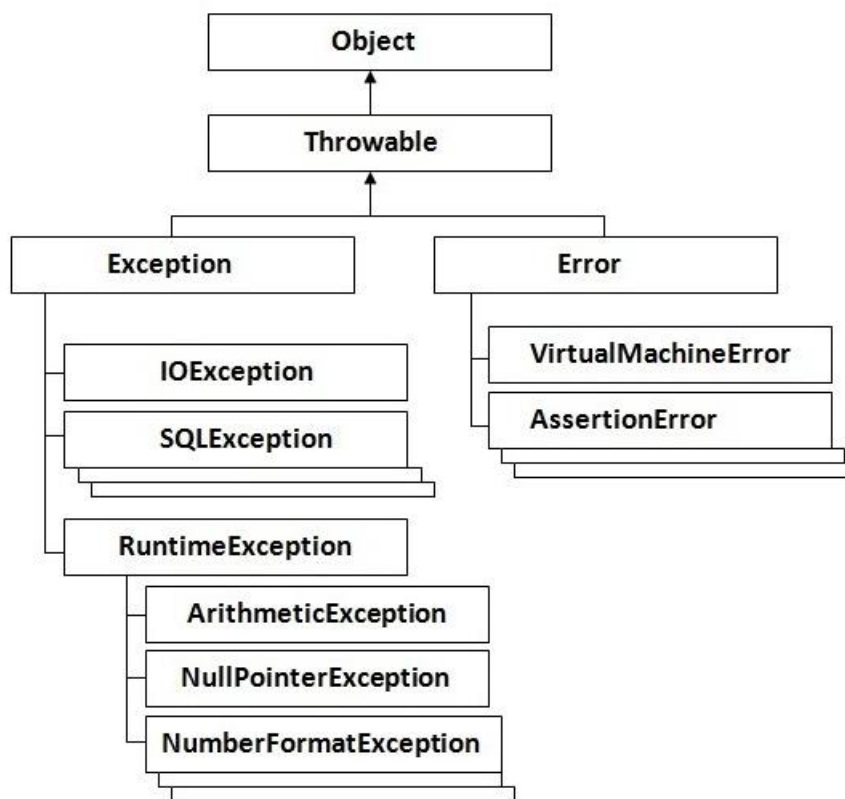 Object
Throwable
Exception
Error
IOException
SQLException
RuntimeException
ArithmeticException
NullPointerException
NumberFormatException
VirtualMachineError
AssertionError